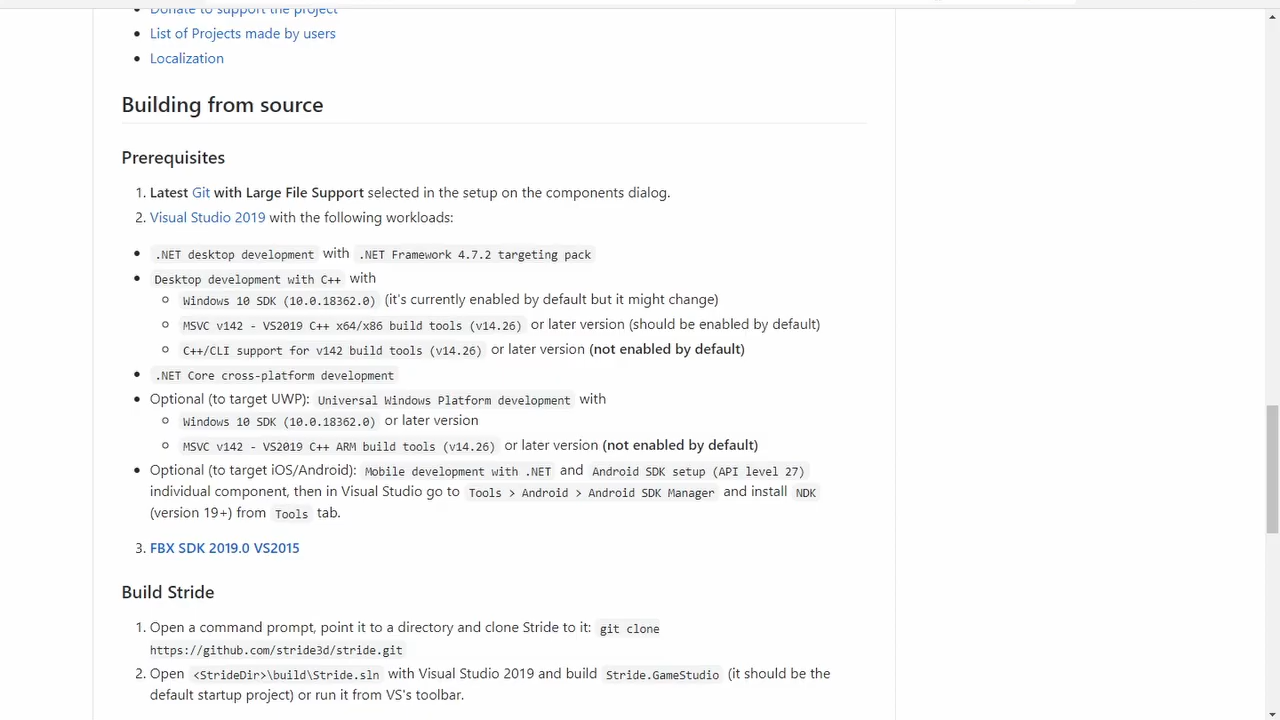 Donate to support the project
List of Projects made by users
Localization
Building from source
Prerequisites
1. Latest Git with Large File Support selected in the setup on the components dialog.
2. Visual Studio 2019 with the following workloads:
.NET desktop development with .NET Framework 4.7.2 targeting pack
Desktop development with C++ with
Windows 10 SDK (10.0.18362.0) (it's currently enabled by default but it might change)
MSVC v142 - VS2019 C++ x64/x86 build tools (v14.26) or later version (should be enabled by default)
C++/CLI support for v142 build tools (v14.26) or later version (not enabled by default)
.NET Core cross-platform development
Optional (to target UWP): Universal Windows Platform development with
Windows 10 SDK (10.0.18362.0) or later version
MSVC v142 - VS2019 C++ ARM build tools (v14.26) or later version (not enabled by default)
Optional (to target iOS/Android): Mobile development with .NET and Android SDK setup (API level 27)
individual component, then in Visual Studio go to Tools > Android > Android SDK Manager and install NDK
(version 19+) from Tools tab.
3. FBX SDK 2019.0 VS2015
Build Stride
1. Open a command prompt, point it to a directory and clone Stride to it: git clone
https://github.com/stride3d/stride.git
2. Open <StrideDir>\build\Stride.sln with Visual Studio 2019 and build Stride.GameStudio (it should be the
default startup project) or run it from VS's toolbar.